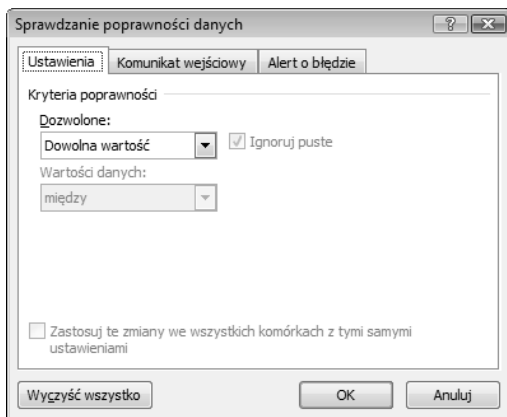 Sprawdzanie poprawności danych
Ustawienia Komunikat wejściowy Alert o błędzie
Kryteria poprawności
Dozwolone:
Dowolna wartość Ignoruj puste
Wartości danych:
między
Zastosuj te zmiany we wszystkich komórkach z tymi samymi
ustawieniami
Wyczyść wszystko OK Anuluj